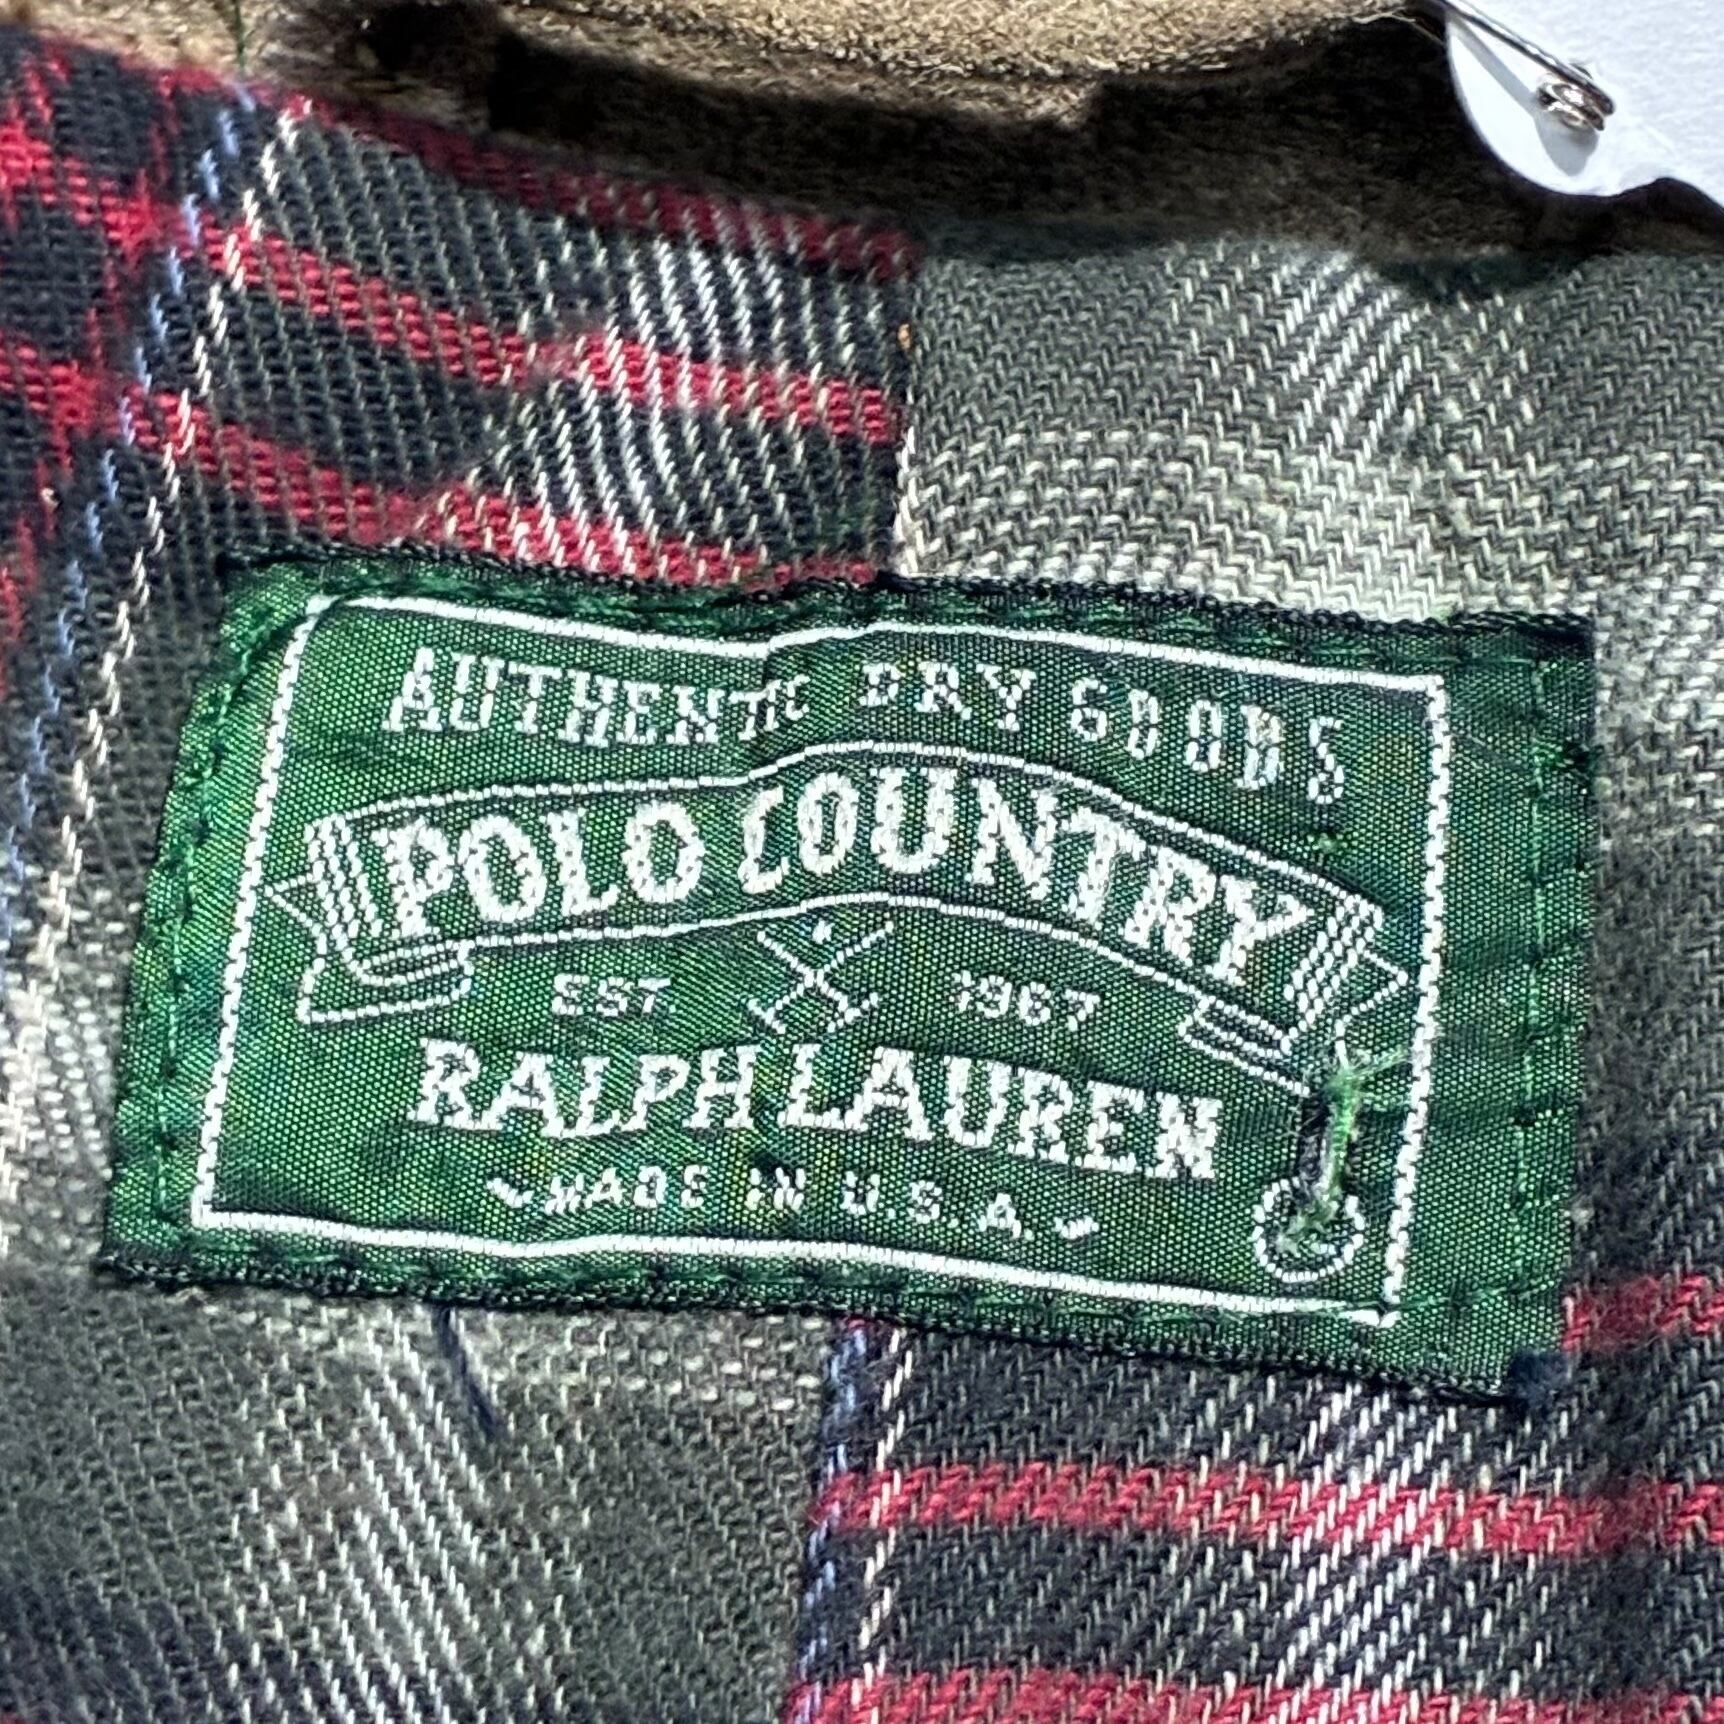 AUTHENTIC DRY GOODS
POLO COUNTRY
EST 1967
RALPH LAUREN
MADE IN U.S.A.